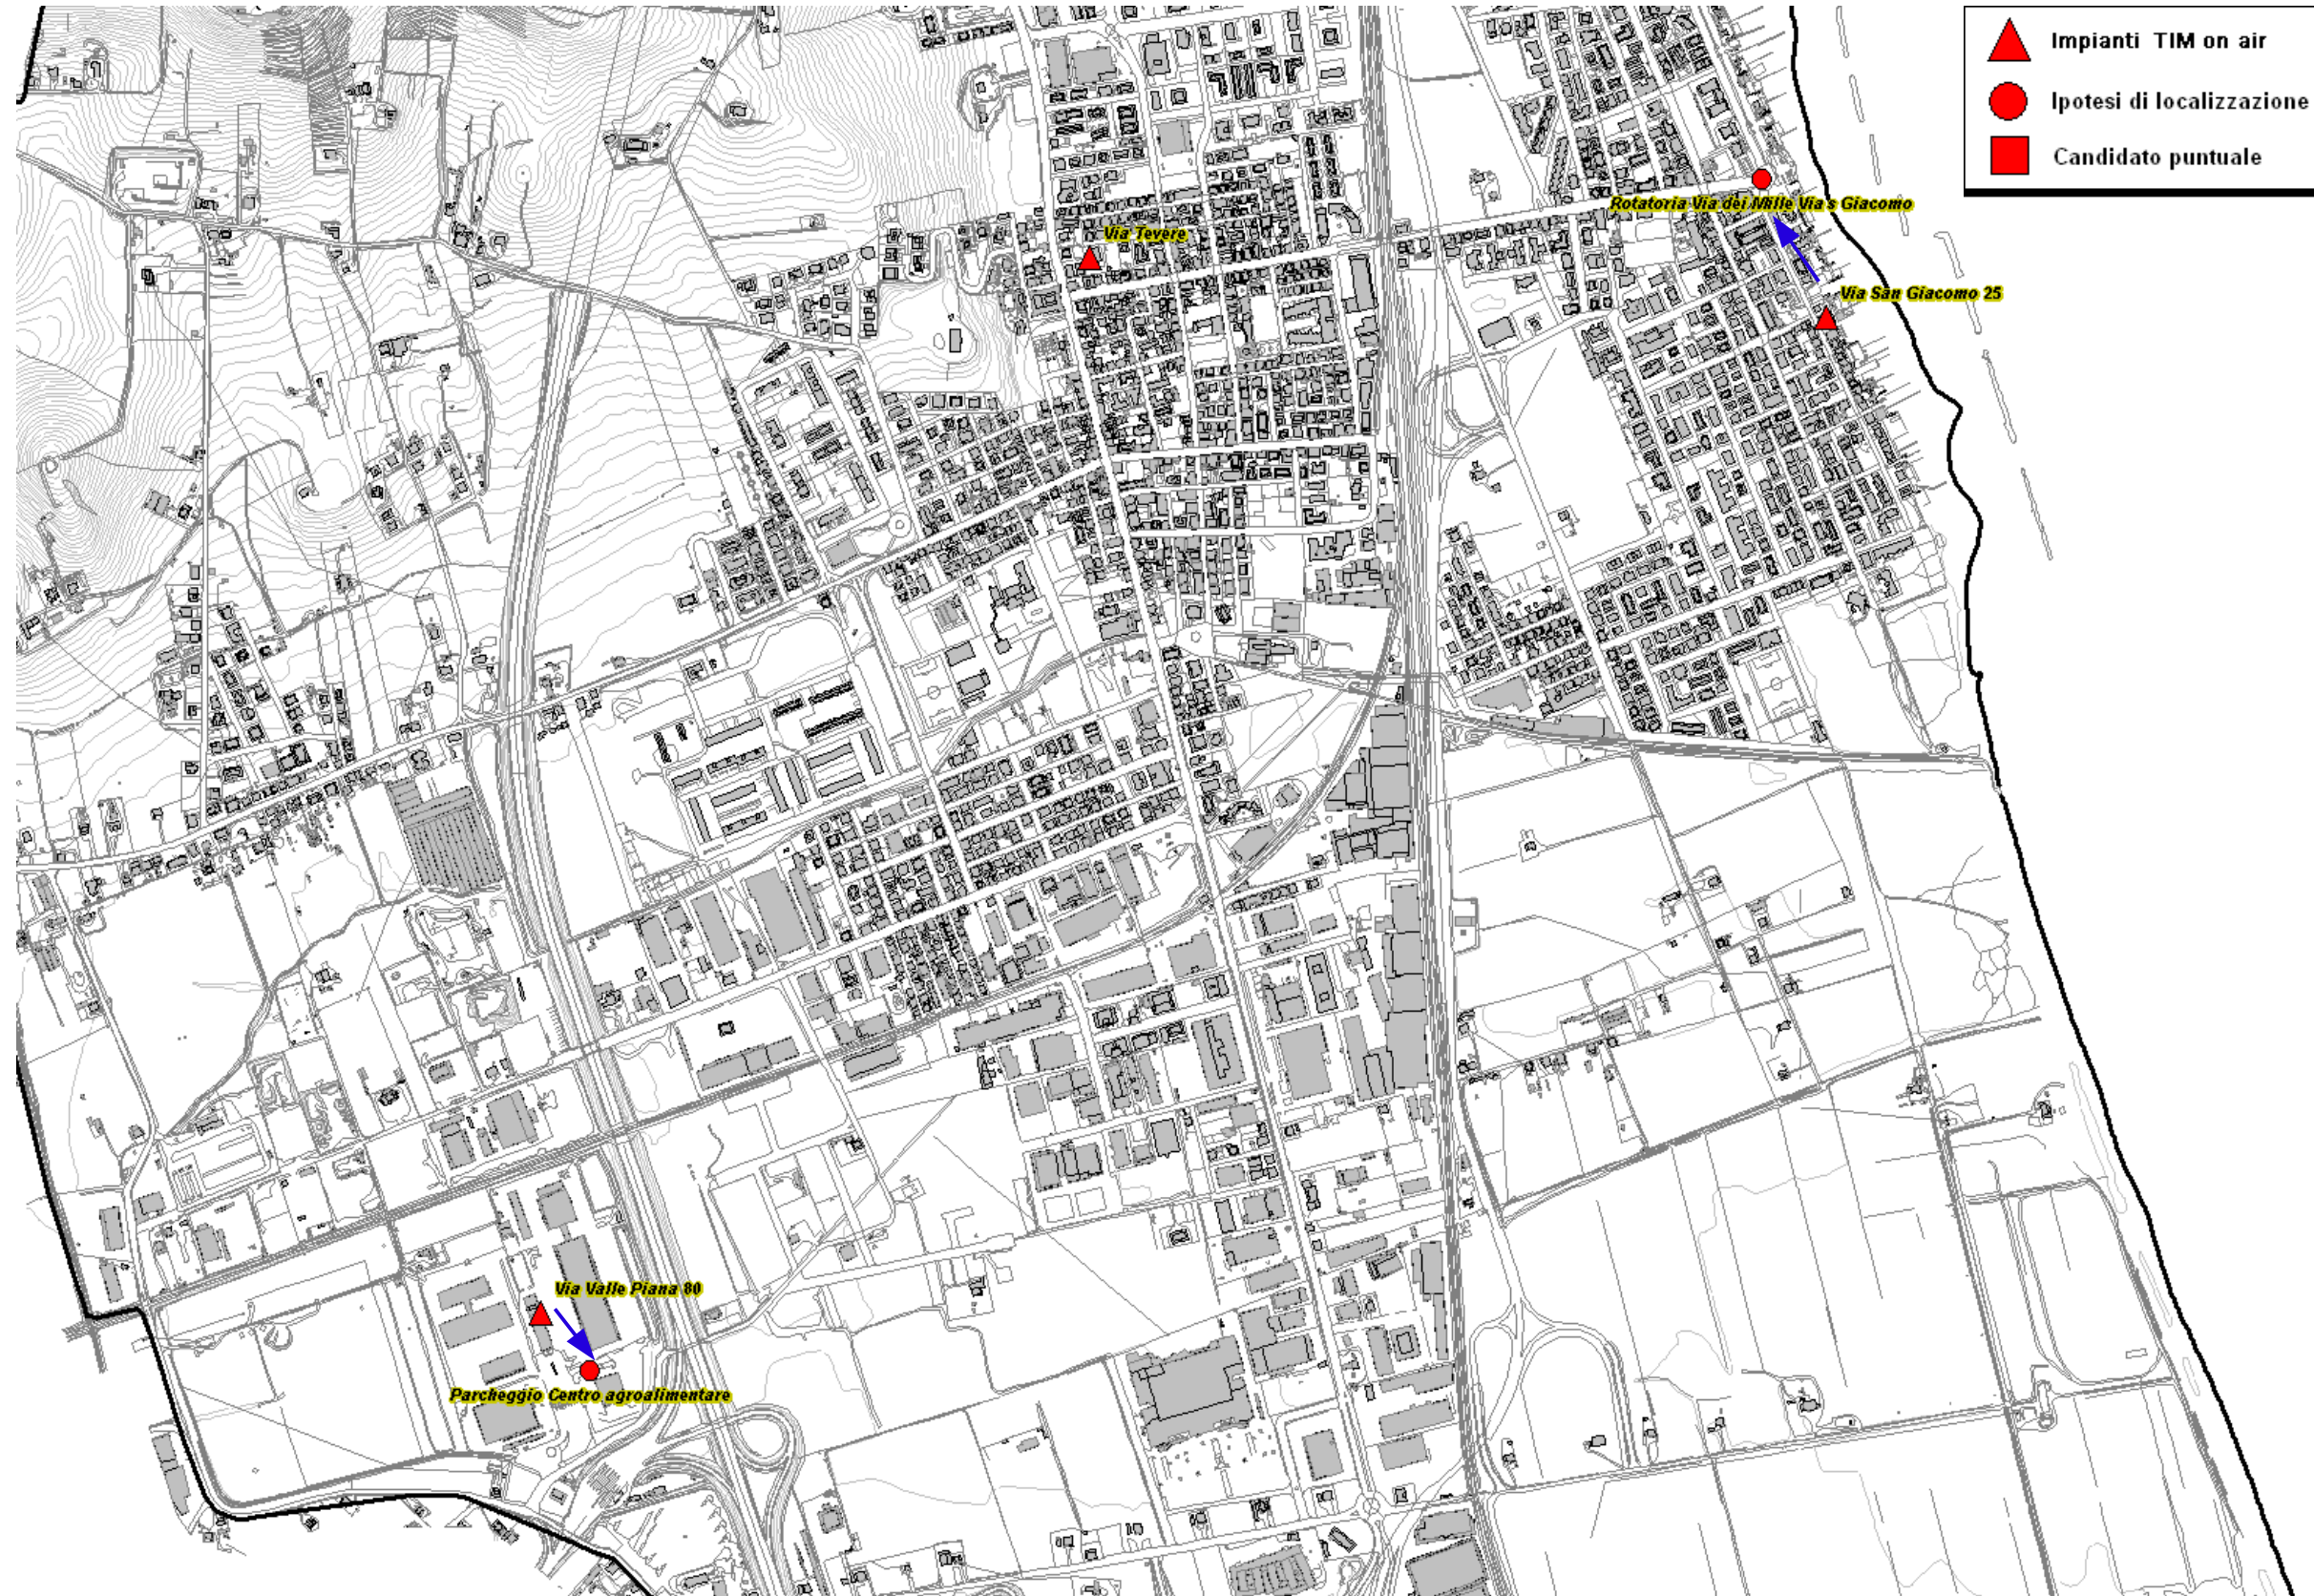 Impianti TIM on air
Ipotesi di localizzazione
Candidato puntuale
Rotatoria Via dei Mille Via s Giacomo
Via Tevere
Via San Giacomo 25
Via Valle Piana 80
Parcheggio Centro agroalimentare